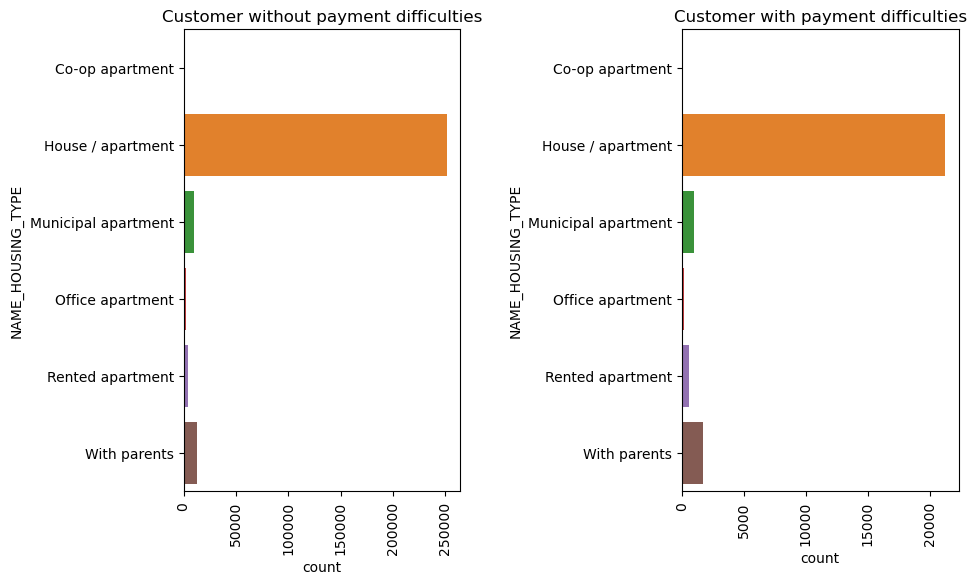 Customer without payment difficulties
NAME_HOUSING_TYPE
Co-op apartment
House / apartment
Municipal apartment
Office apartment
Rented apartment
With parents
0
50000
100000
150000
200000
250000
count
Customer with payment difficulties
NAME_HOUSING_TYPE
Co-op apartment
House / apartment
Municipal apartment
Office apartment
Rented apartment
With parents
0
5000
10000
15000
20000
count